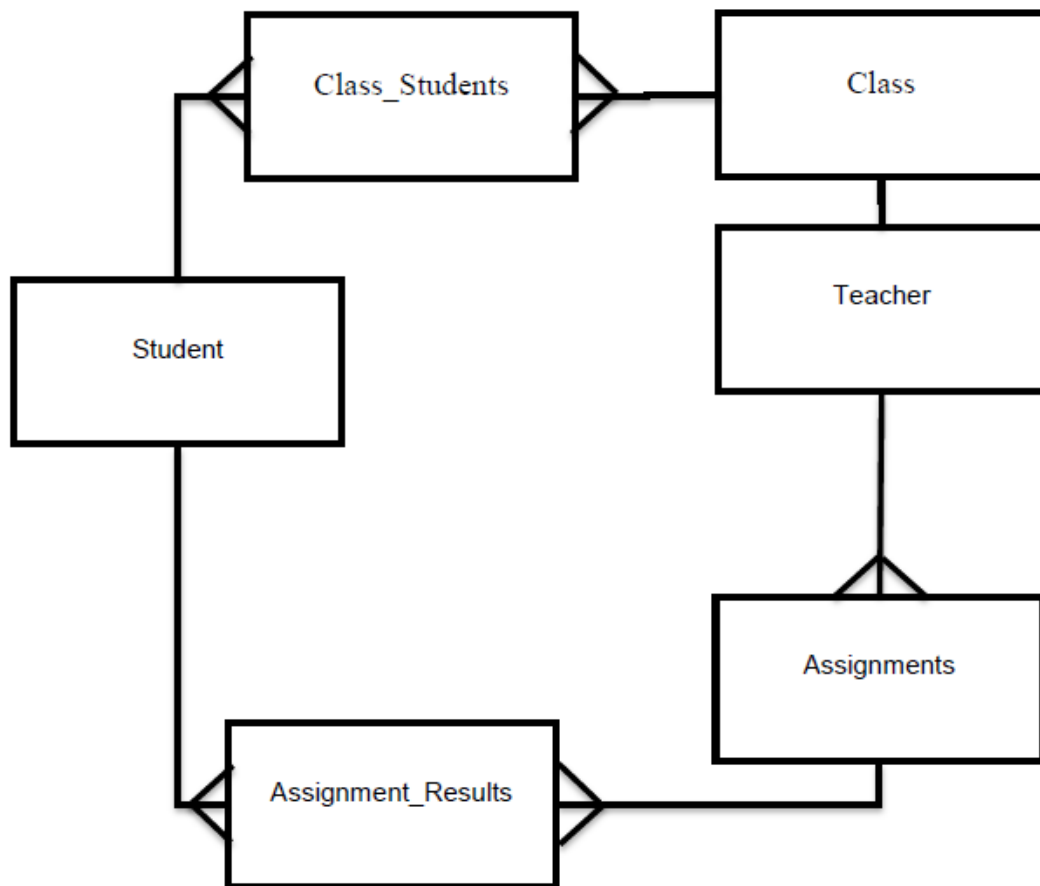 Class_Students
Class
Teacher
Student
Assignments
Assignment_Results